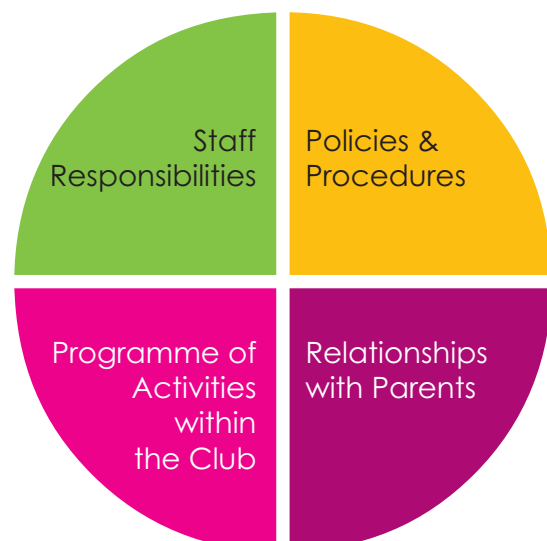 Staff
Responsibilities
Policies &
Procedures
Programme of
Activities
within
the Club
Relationships
with Parents